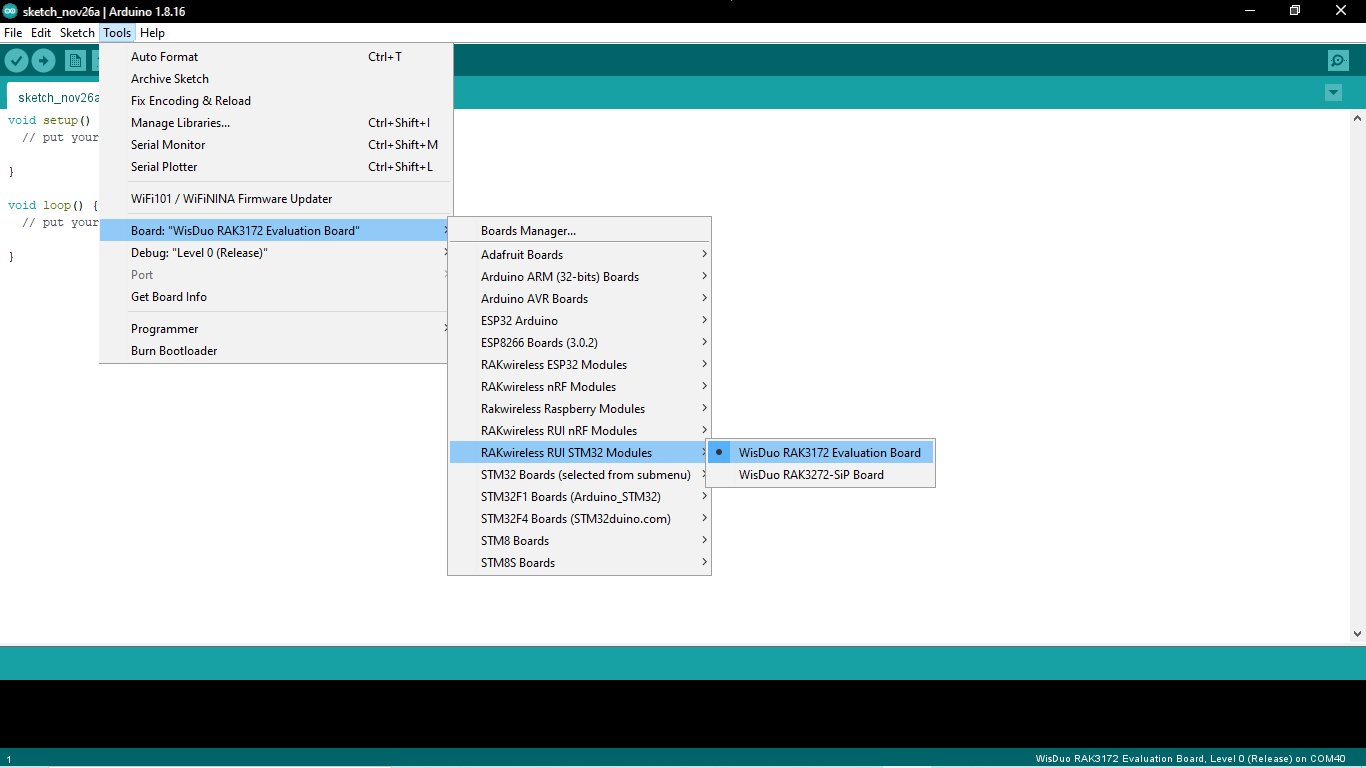 sketch_nov26a | Arduino 1.8.16
File Edit Sketch Tools Help
Auto Format Ctrl+T
Archive Sketch
Fix Encoding & Reload
Manage Libraries... Ctrl+Shift+I
Serial Monitor Ctrl+Shift+M
Serial Plotter Ctrl+Shift+L
WiFi101 / WiFiNINA Firmware Updater
Board: "WisDuo RAK3172 Evaluation Board"
Debug: "Level 0 (Release)"
Port
Get Board Info
Programmer
Burn Bootloader
sketch_nov26a
void setup()
// put your
}
void loop() {
// put your
}
Boards Manager...
Adafruit Boards
Arduino ARM (32-bits) Boards
Arduino AVR Boards
ESP32 Arduino
ESP8266 Boards (3.0.2)
RAKwireless ESP32 Modules
RAKwireless nRF Modules
Rakwireless Raspberry Modules
RAKwireless RUI nRF Modules
RAKwireless RUI STM32 Modules
STM32 Boards (selected from submenu)
STM32F1 Boards (Arduino_STM32)
STM32F4 Boards (STM32duino.com)
STM8 Boards
STM8S Boards
WisDuo RAK3172 Evaluation Board
WisDuo RAK3272-SiP Board
1
WisDuo RAK3172 Evaluation Board, Level 0 (Release) on COM40